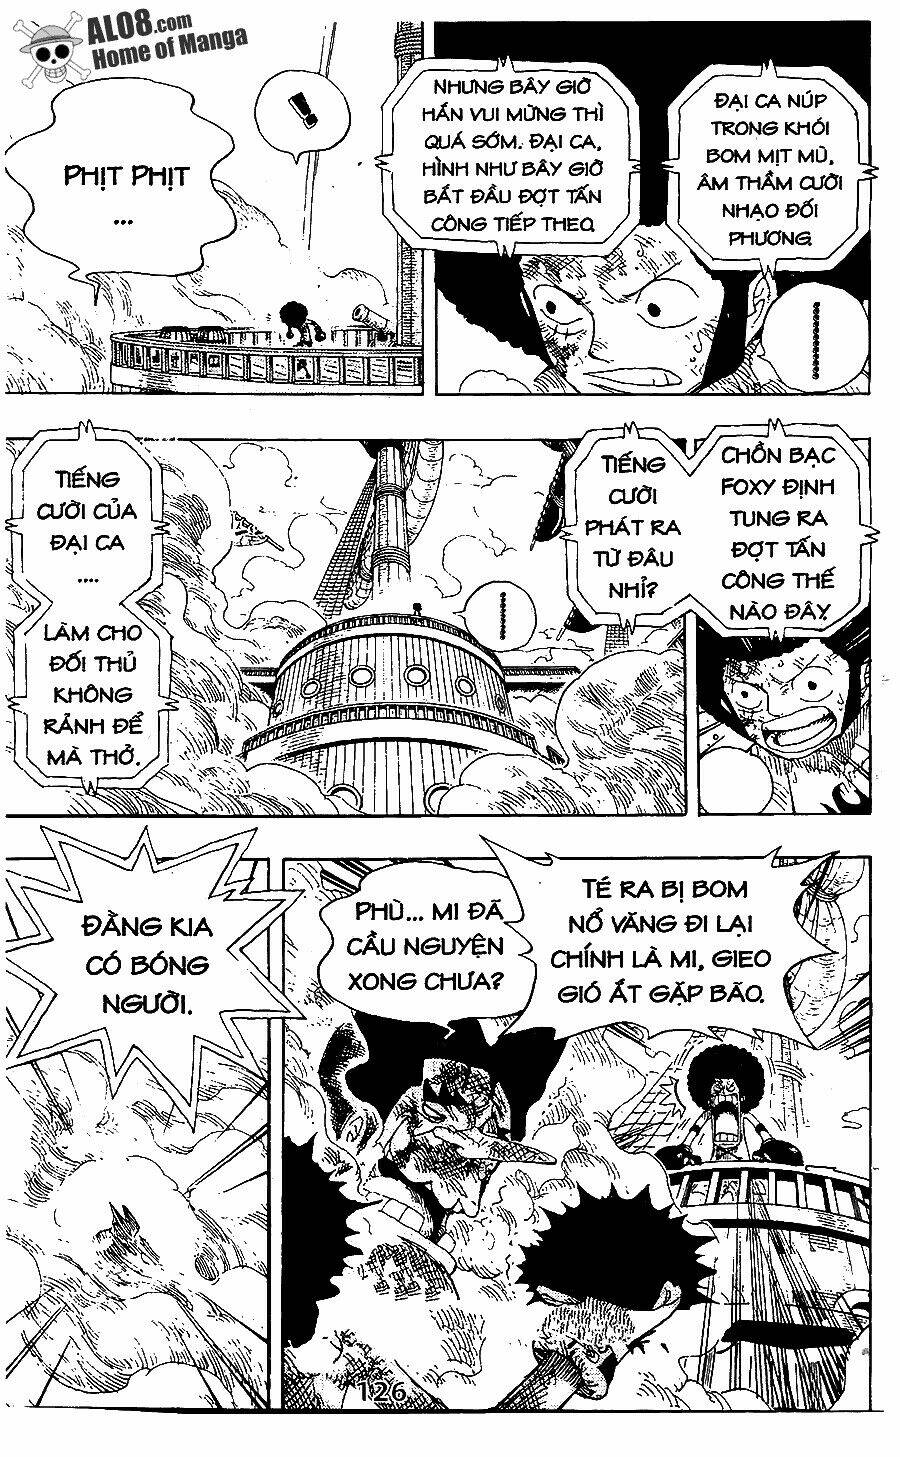 ALO8.com
Home of Manga
ĐẠI CA NÚP
TRONG KHÓI
BOM MỊT MÙ,
ÂM THẦM CƯỜI
NHẠO ĐỐI
PHƯƠNG.
NHƯNG BÂY GIỜ
HẮN VUI MỪNG THÌ
QUÁ SỚM. ĐẠI CA,
HÌNH NHƯ BÂY GIỜ
BẮT ĐẦU ĐỢT TẤN
CÔNG TIẾP THEO.
..........
!
PHỊT PHỊT
...
CHỒN BẠC
FOXY ĐỊNH
TUNG RA
ĐỢT TẤN
CÔNG THẾ
NÀO ĐÂY.
TIẾNG
CƯỜI
PHÁT RA
TỪ ĐÂU
NHỈ?
........
TIẾNG
CƯỜI CỦA
ĐẠI CA
....
LÀM CHO
ĐỐI THỦ
KHÔNG
RẢNH ĐỂ
MÀ THỞ.
TÉ RA BỊ BOM
NỔ VĂNG ĐI LẠI
CHÍNH LÀ MI, GIEO
GIÓ ẮT GẶP BÃO.
PHÙ... MI ĐÃ
CẦU NGUYỆN
XONG CHƯA?
ĐẰNG KIA
CÓ BÓNG
NGƯỜI.
126